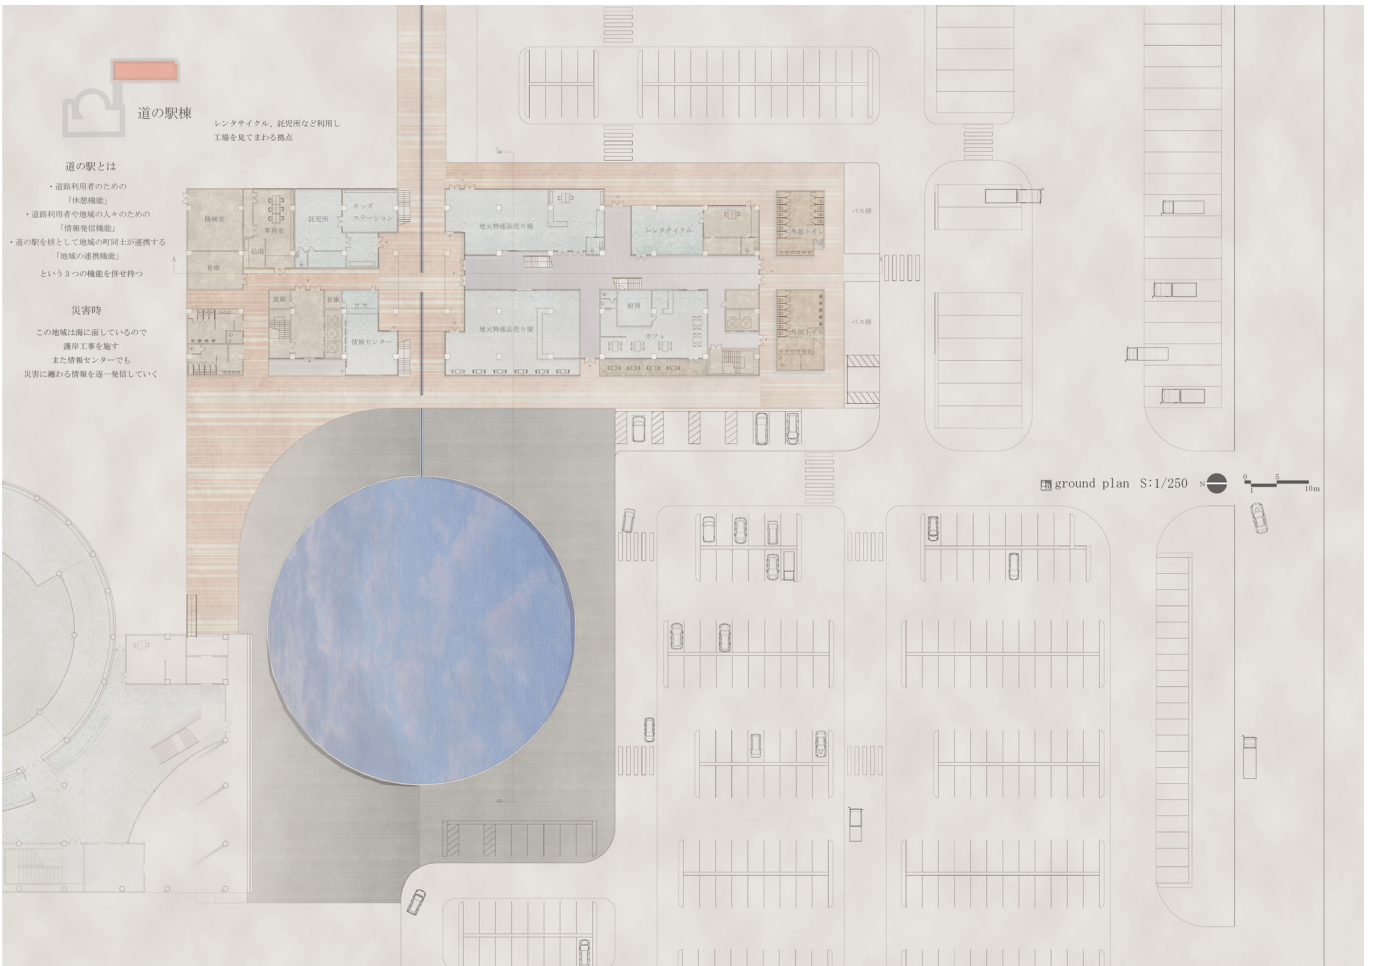 道の駅棟
レンタサイクル、託児所など利用し
工場を見てまわる拠点
道の駅とは
・道路利用者のための
「休憩機能」
・道路利用者や地域の人々のための
「情報発信機能」
・道の駅を核として地域の町同士が連携する
「地域の連携機能」
という3つの機能を併せ持つ
災害時
この地域は海に面しているので
護岸工事を施す
また情報センターでも
災害に纏わる情報を逐一発信していく
機械室
事務室
託児所
キッズ
ステーション
倉庫
倉庫
倉庫
情報センター
地元特産品売り場
レンタサイクル
外部トイレ
バス停
A
A
地元特産品売り場
厨房
カフェ
外部トイレ
バス停
ground plan S:1/250
N
0
5
1
10m